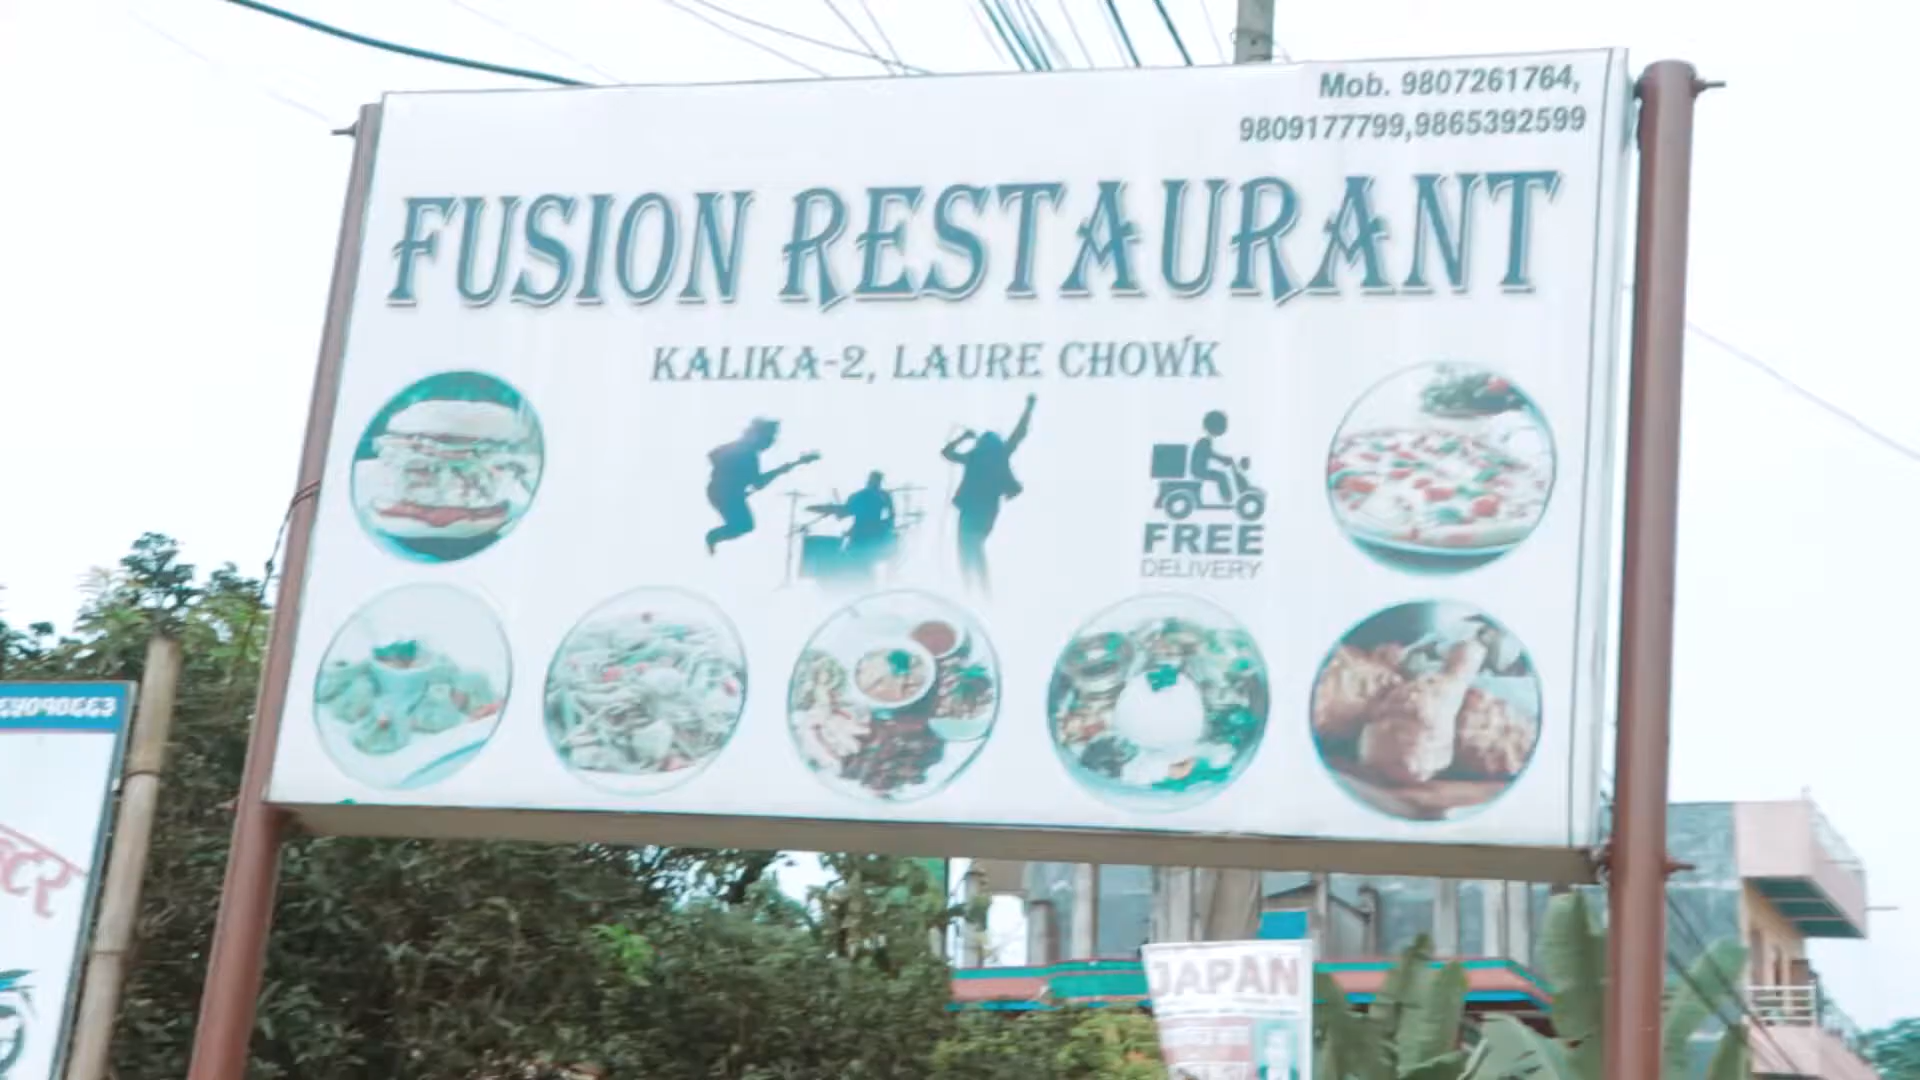 Mob. 9807261764,
9809177799,9865392599
FUSION RESTAURANT
KALIKA-2, LAURE CHOWK
FREE
DELIVERY
JAPAN